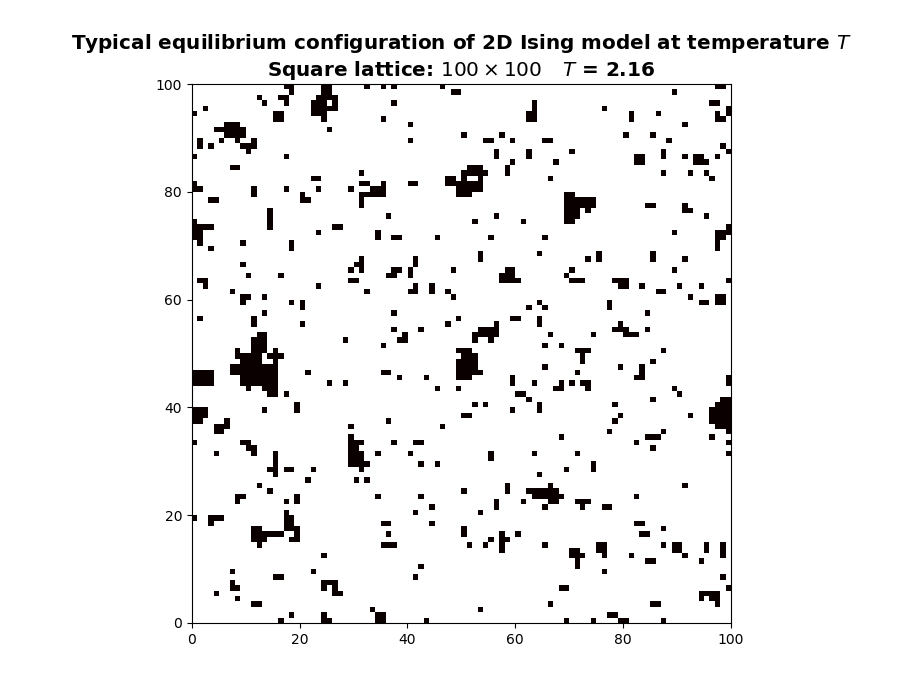 Typical equilibrium configuration of 2D Ising model at temperature T
Square lattice: 100 × 100 T = 2.16
100
80
60
40
20
0
0 20 40 60 80 100